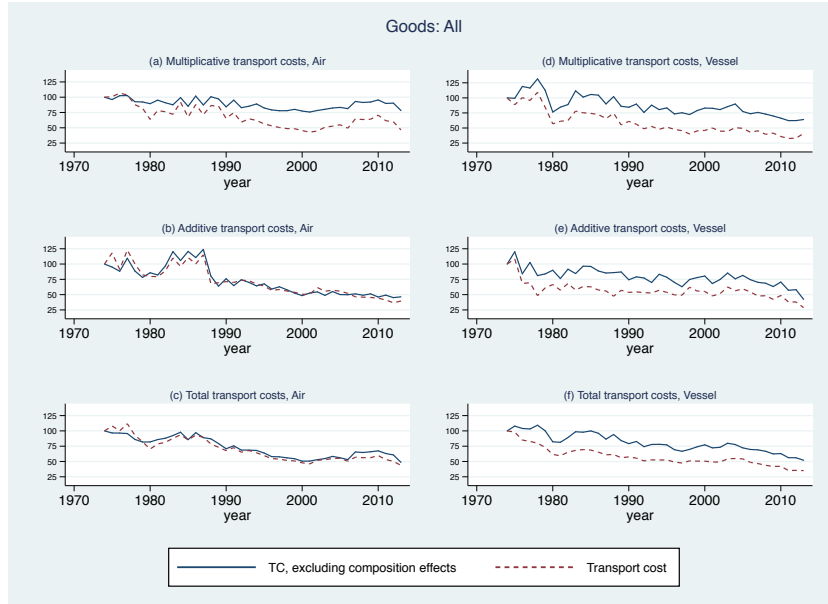 Goods: All
(a) Multiplicative transport costs, Air
125
100
75
50
25
1970 1980 1990 2000 2010
year
(d) Multiplicative transport costs, Vessel
125
100
75
50
25
1970 1980 1990 2000 2010
year
(b) Additive transport costs, Air
125
100
75
50
25
1970 1980 1990 2000 2010
year
(e) Additive transport costs, Vessel
125
100
75
50
25
1970 1980 1990 2000 2010
year
(c) Total transport costs, Air
125
100
75
50
25
1970 1980 1990 2000 2010
year
(f) Total transport costs, Vessel
125
100
75
50
25
1970 1980 1990 2000 2010
year
TC, excluding composition effects Transport cost